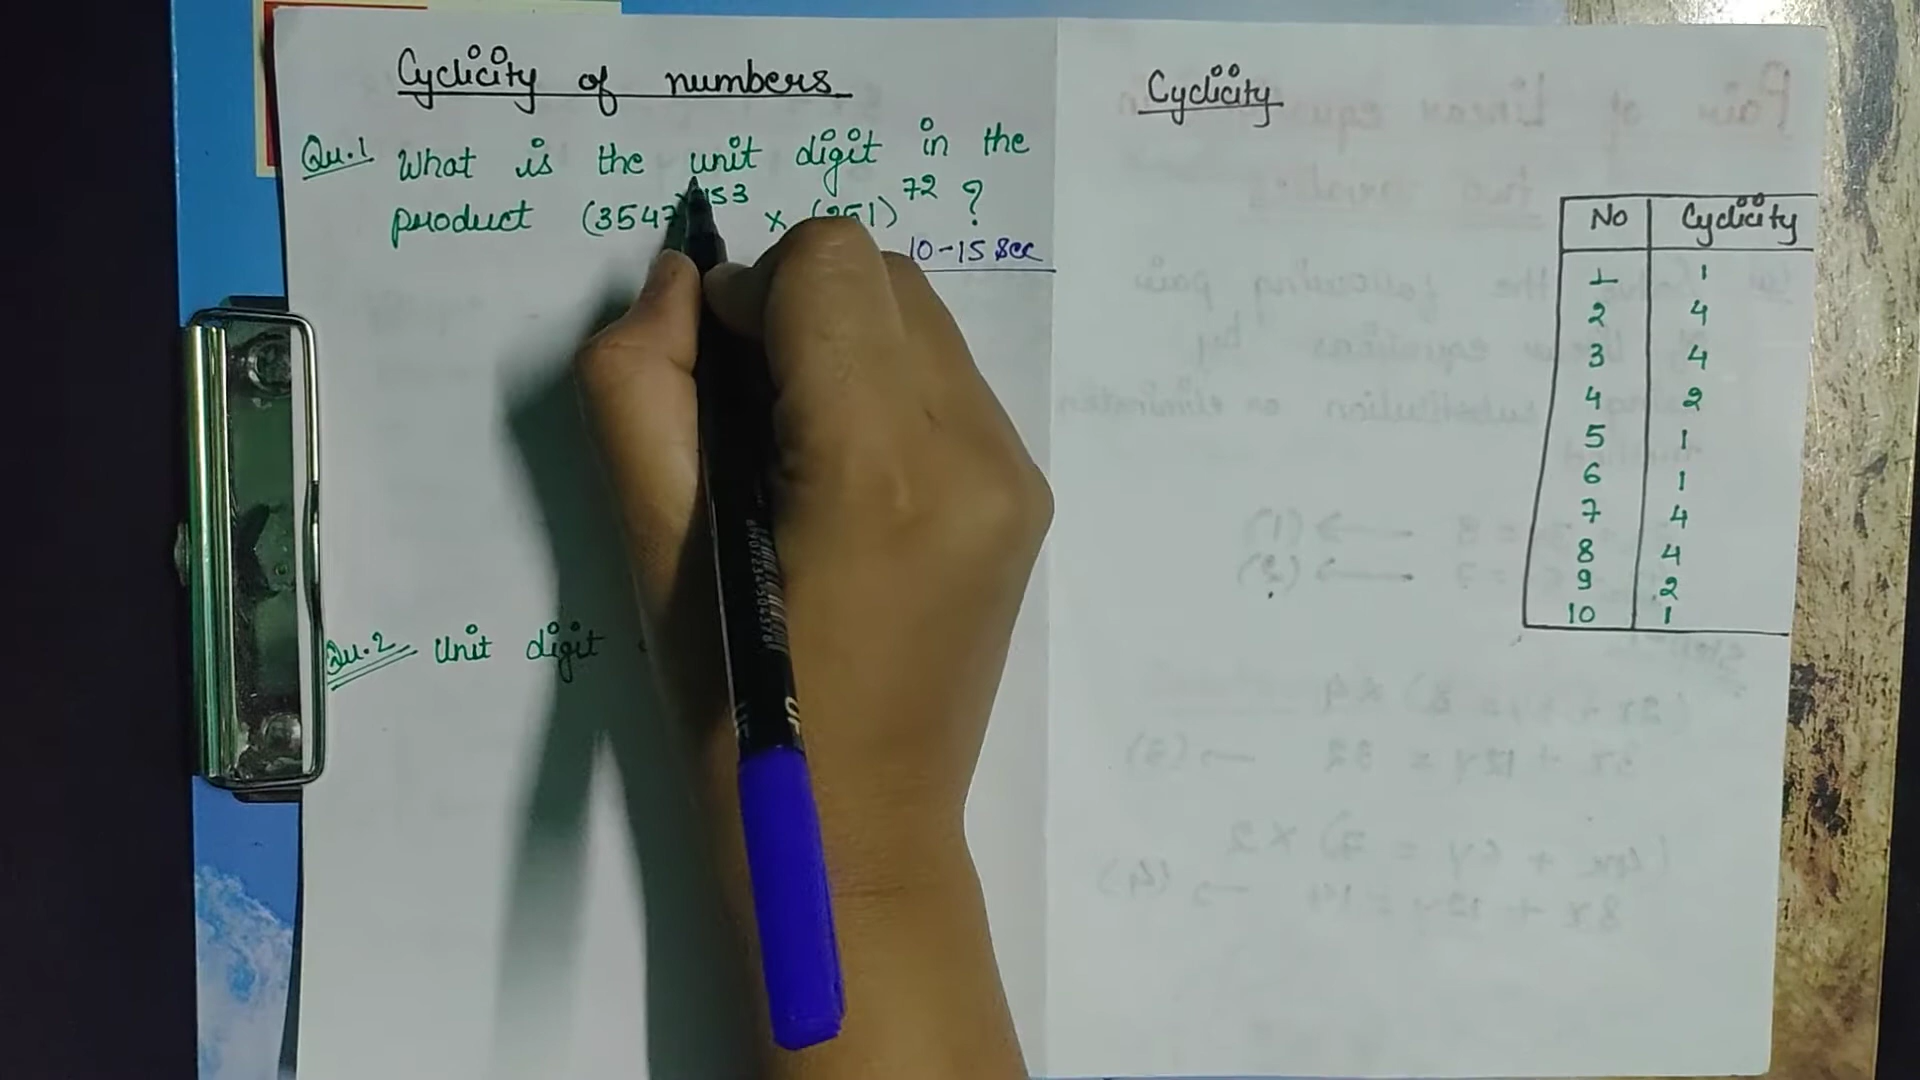 Cyclicity of numbers
Qu.1 What is the unit digit in the
product (3547)153 x (251)72 ?
10-15 Sec
Qu.2 Unit digit
Cyclicity
No Cyclicity
1 1
2 4
3 4
4 2
5 1
6 1
7 4
8 4
9 2
10 1